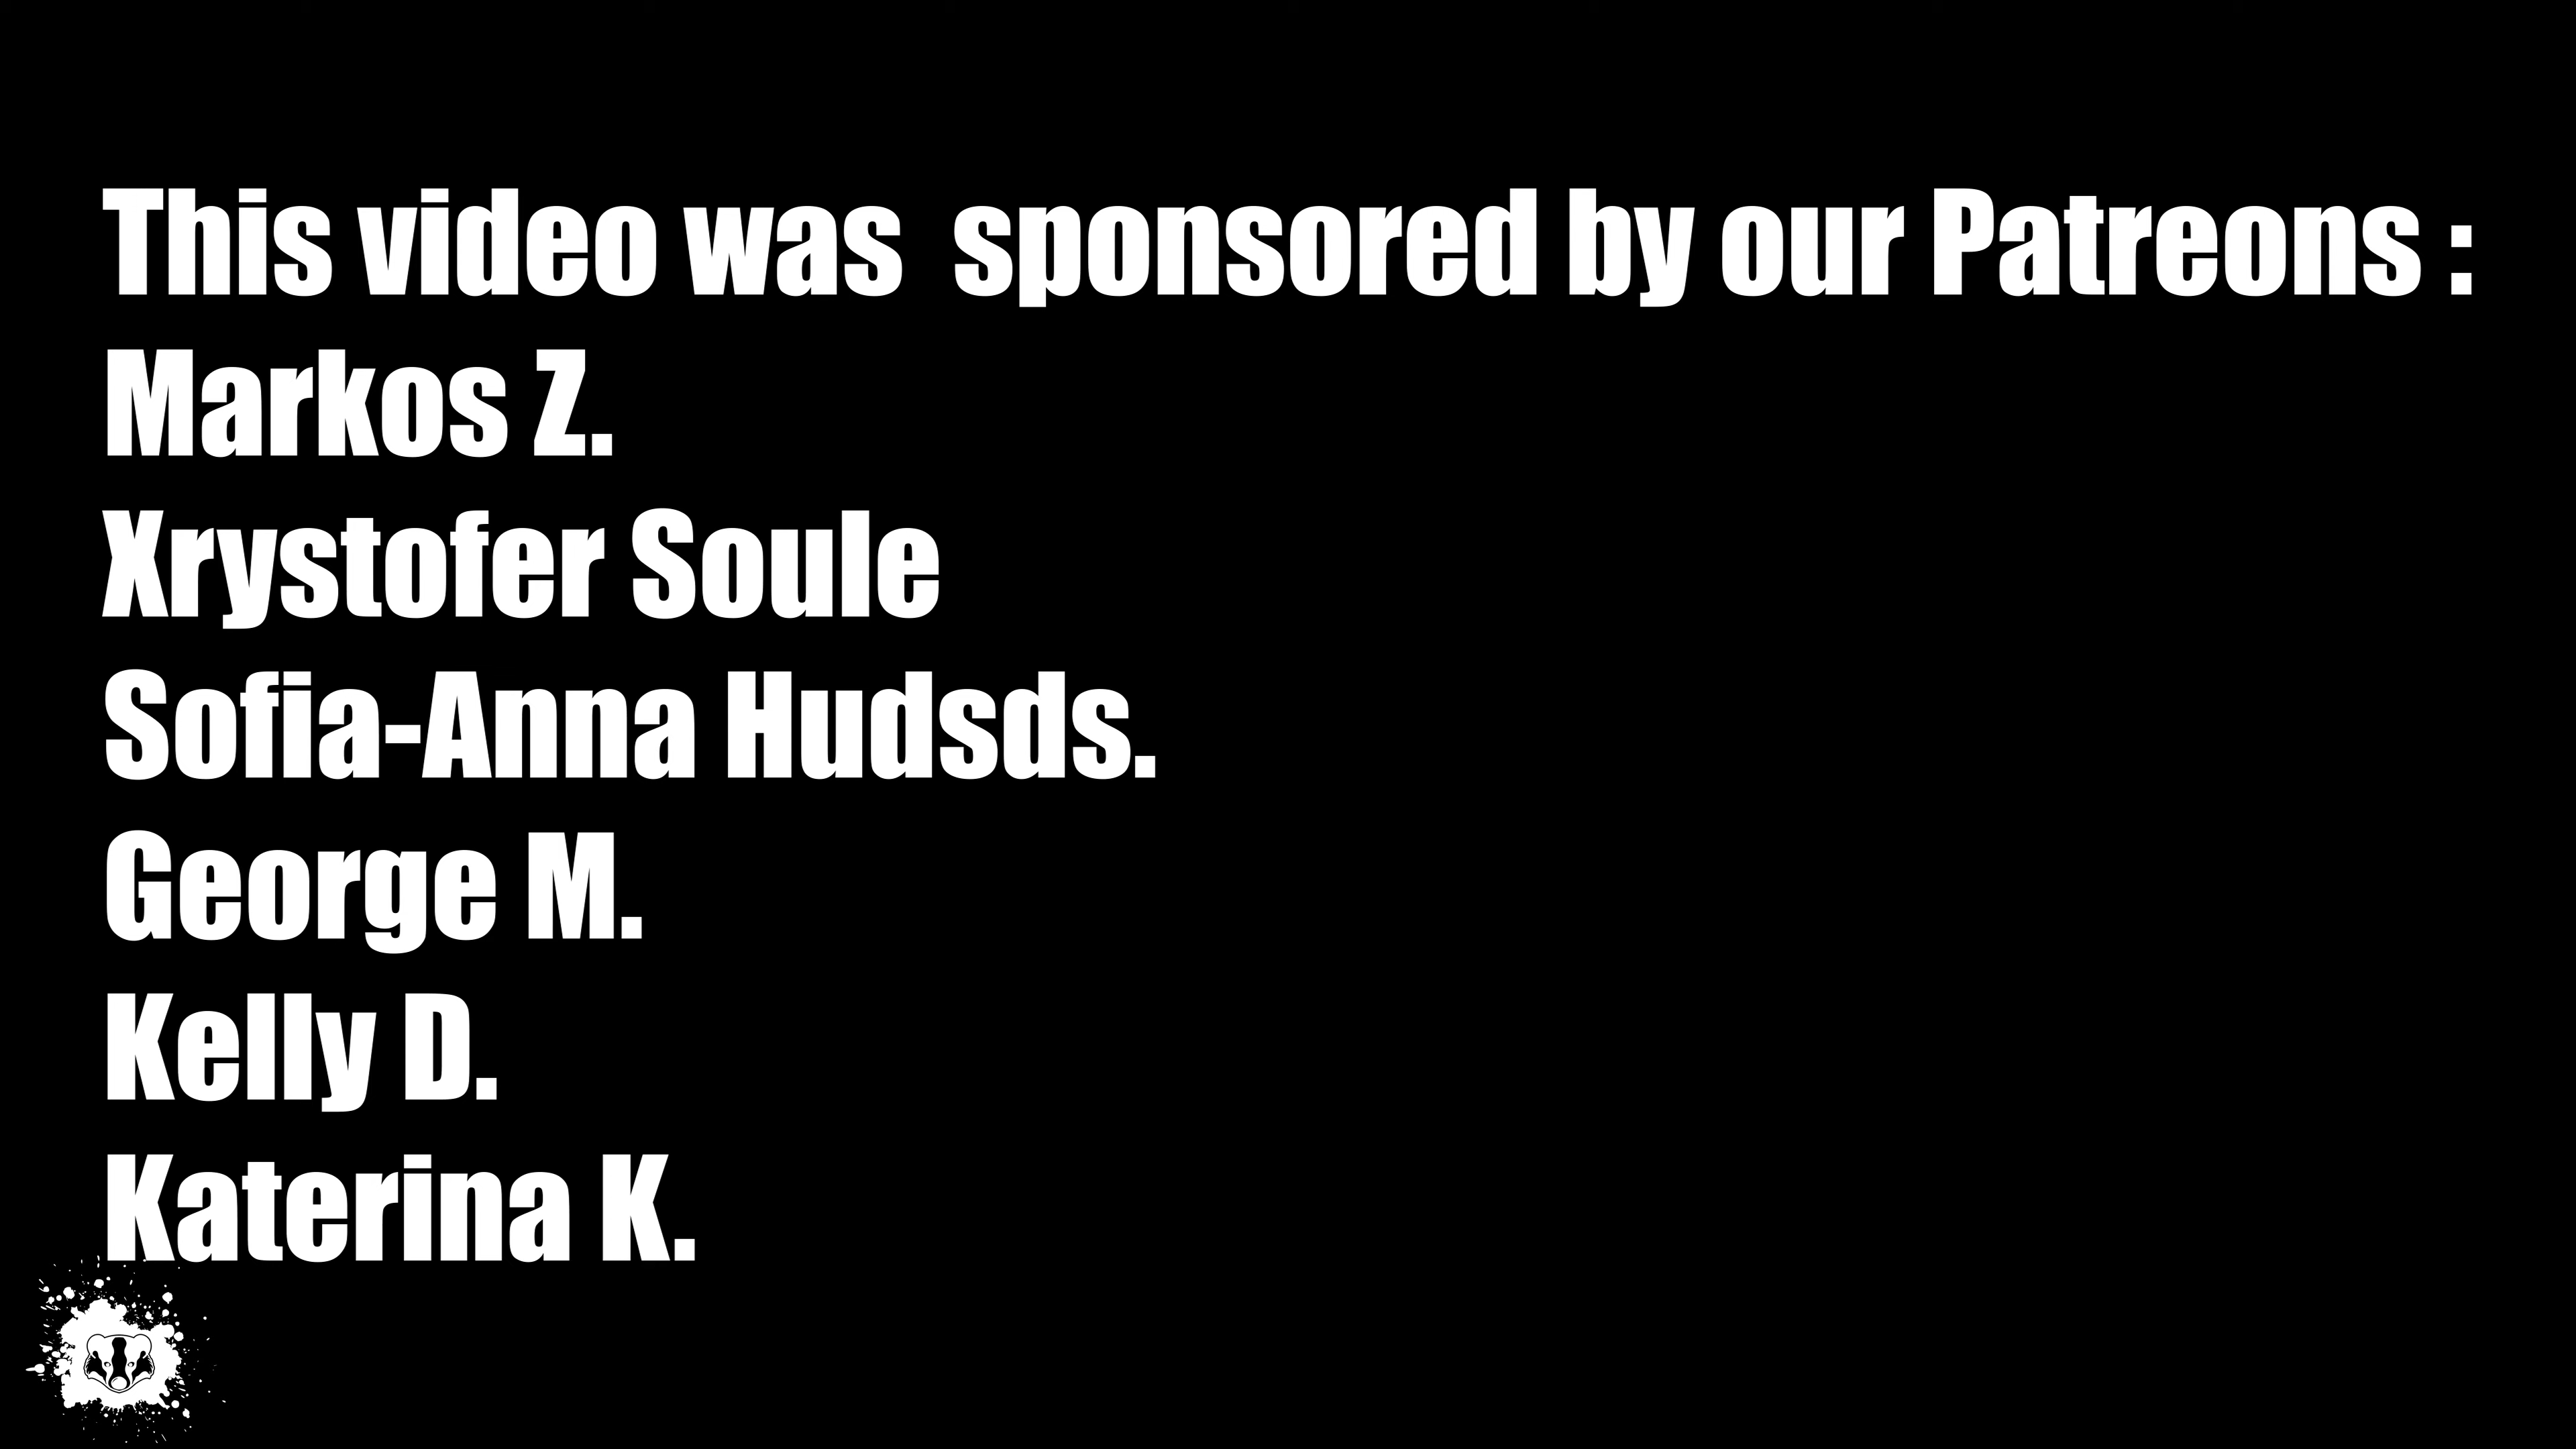 This video was  sponsored by our Patreons :
Markos Z.
Xrystofer Soule
Sofia-Anna Hudsds.
George M.
Kelly D.
Katerina K.